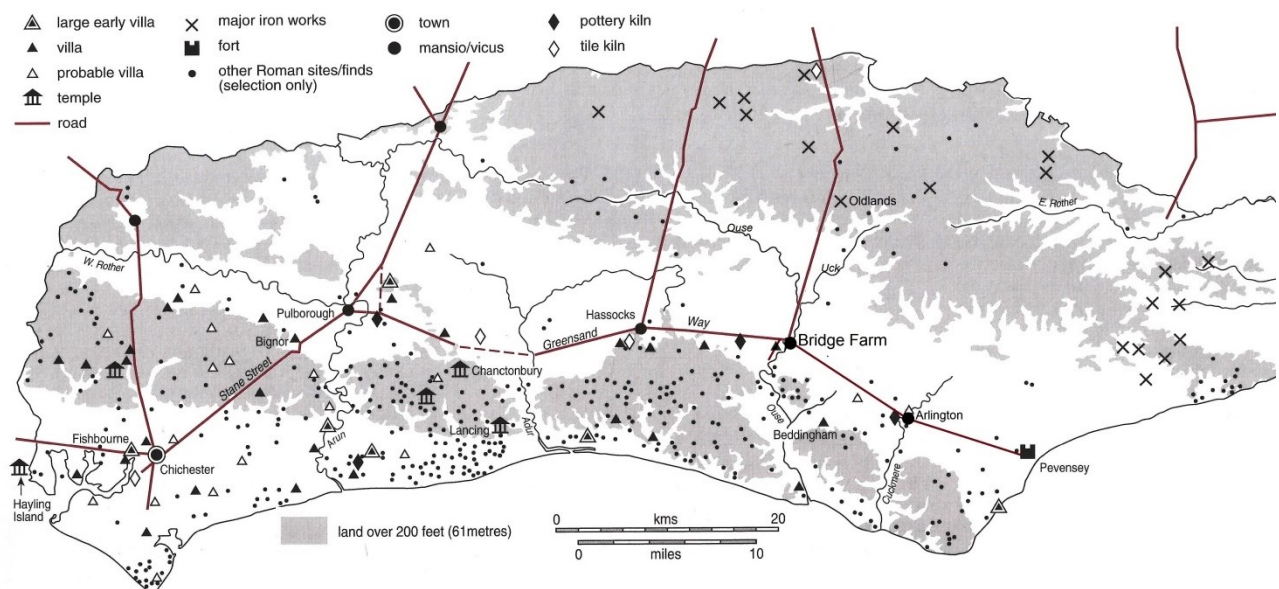 large early villa
villa
probable villa
temple
road
major iron works
fort
other Roman sites/finds
(selection only)
town
mansio/vicus
pottery kiln
tile kiln
Oldlands
E. Rother
Ouse
Uck
W. Rother
Pulborough
Hassocks
Greensand Way
Bridge Farm
Bignor
Stane Street
Chanctonbury
Lancing
Adur
Arun
Ouse
Beddingham
Arlington
Cuckmere
Pevensey
Fishbourne
Chichester
Hayling
Island
land over 200 feet (61metres)
0 kms 20
0 miles 10